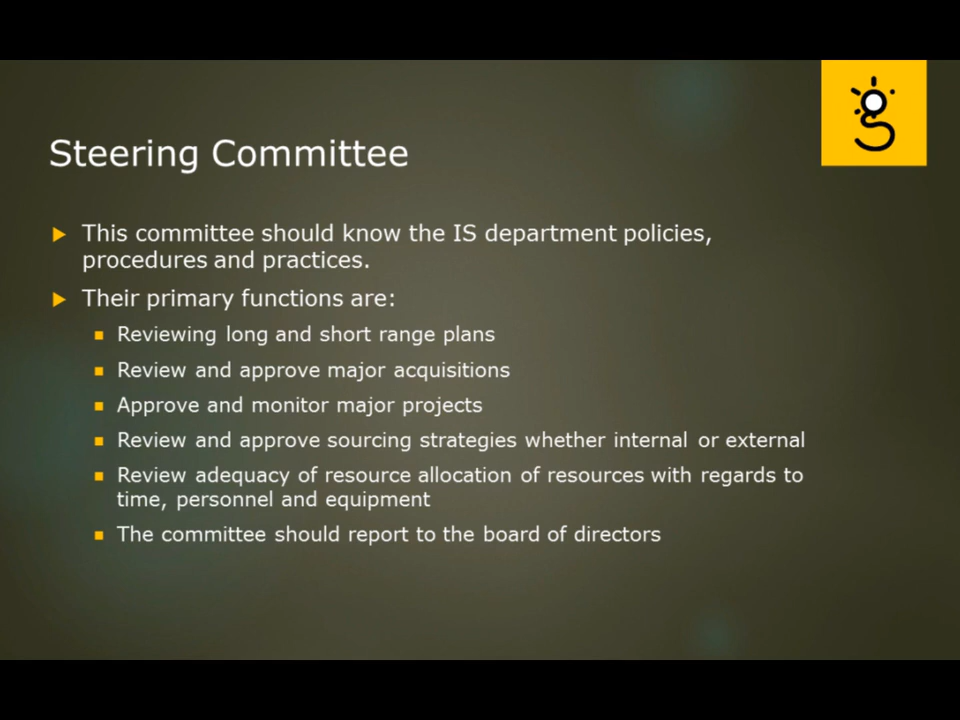 Steering Committee
This committee should know the IS department policies,
procedures and practices.
Their primary functions are:
Reviewing long and short range plans
Review and approve major acquisitions
Approve and monitor major projects
Review and approve sourcing strategies whether internal or external
Review adequacy of resource allocation of resources with regards to
time, personnel and equipment
The committee should report to the board of directors